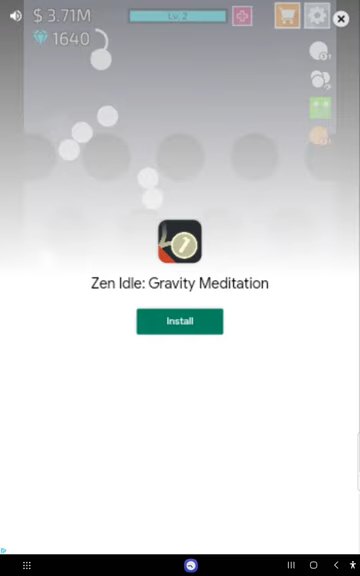 $ 3.71M
Lv. 2
1640
Zen Idle: Gravity Meditation
Install